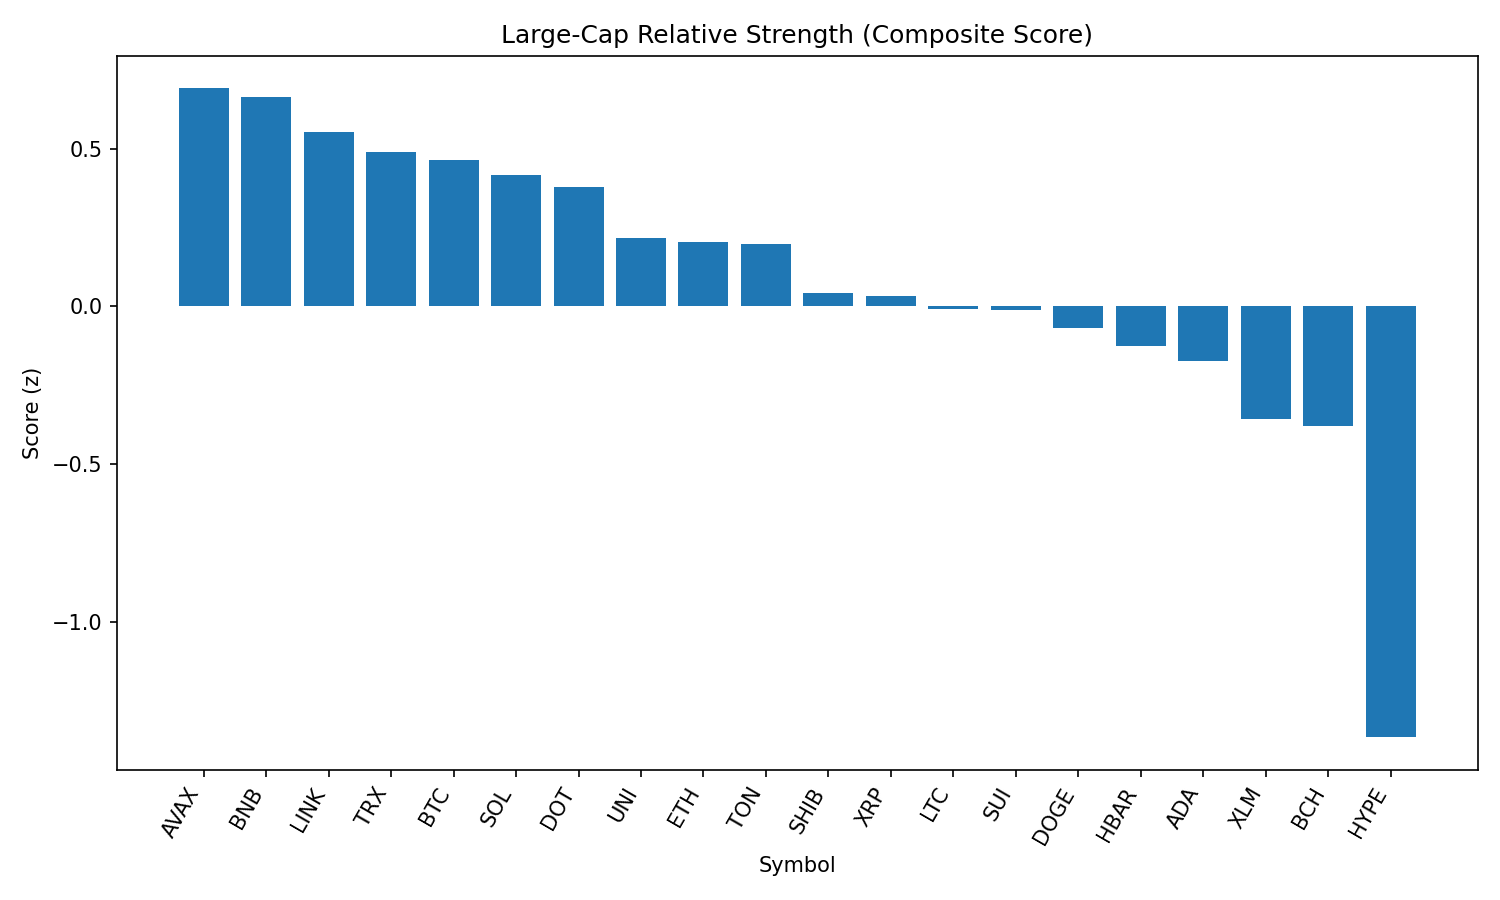 Large-Cap Relative Strength (Composite Score)
Score (z)
0.5
0.0
−0.5
−1.0
AVAX
BNB
LINK
TRX
BTC
SOL
DOT
UNI
ETH
TON
SHIB
XRP
LTC
SUI
DOGE
HBAR
ADA
XLM
BCH
HYPE
Symbol